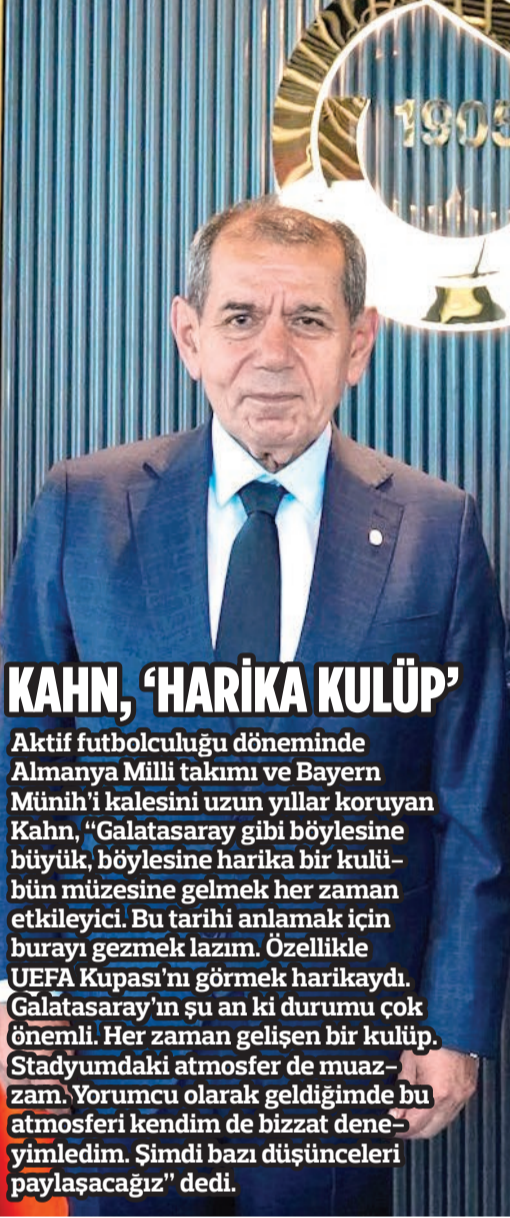 1905
KAHN, ‘HARİKA KULÜP’
Aktif futbolculuğu döneminde
Almanya Milli takımı ve Bayern
Münih’i kalesini uzun yıllar koruyan
Kahn, “Galatasaray gibi böylesine
büyük, böylesine harika bir kulü-
bün müzesine gelmek her zaman
etkileyici. Bu tarihi anlamak için
burayı gezmek lazım. Özellikle
UEFA Kupası’nı görmek harikaydı.
Galatasaray’ın şu an ki durumu çok
önemli. Her zaman gelişen bir kulüp.
Stadyumdaki atmosfer de muaz-
zam. Yorumcu olarak geldiğimde bu
atmosferi kendim de bizzat dene-
yimledim. Şimdi bazı düşünceleri
paylaşacağız” dedi.